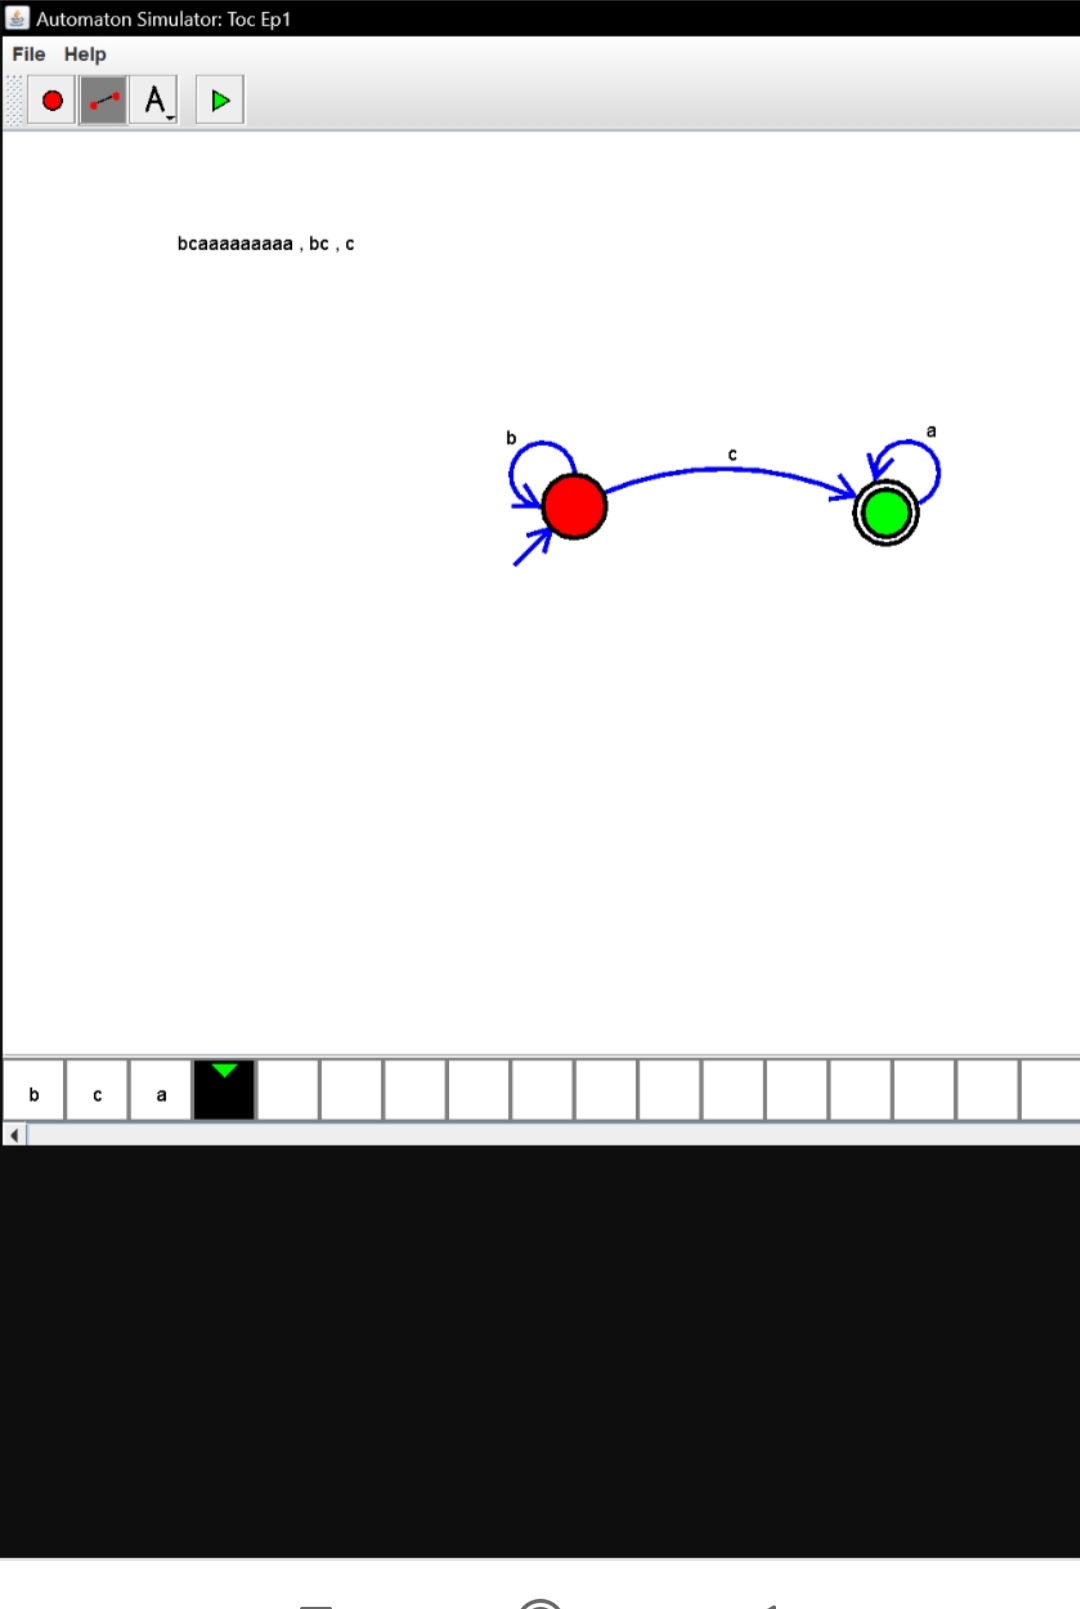 Automaton Simulator: Toc Ep1
File Help
A
bcaaaaaaaaa , bc , c
b
c
a
b c a